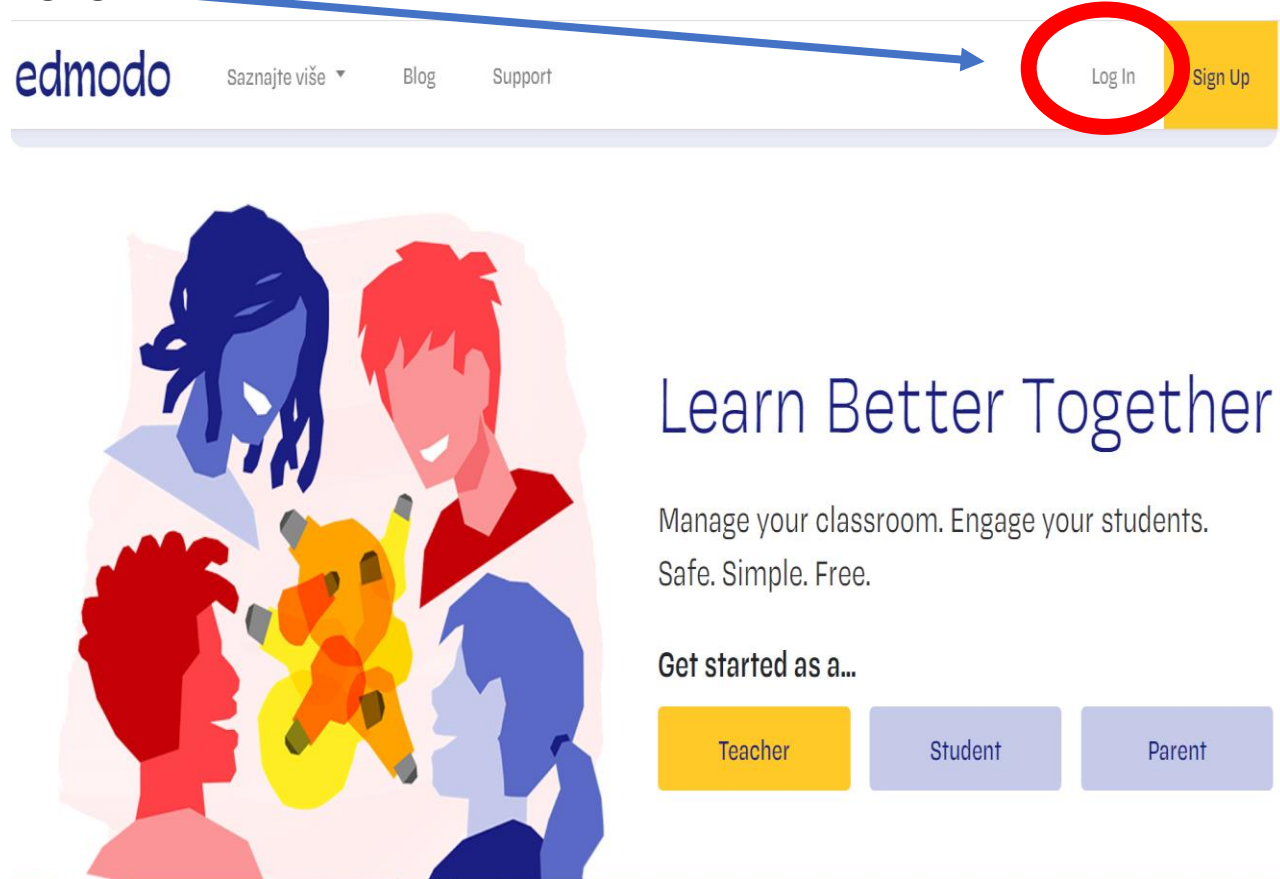 edmodo Saznajte više Blog Support Log In Sign Up
Learn Better Together
Manage your classroom. Engage your students.
Safe. Simple. Free.
Get started as a...
Teacher Student Parent